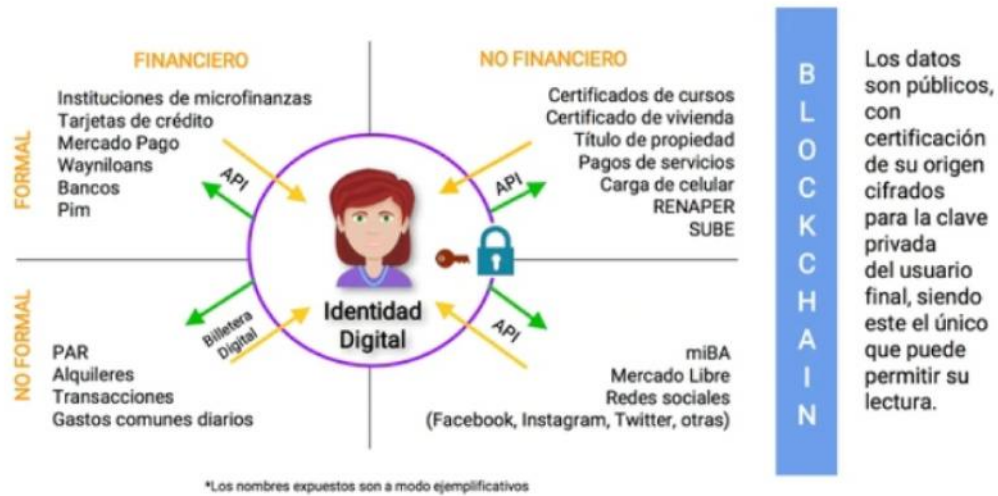 FINANCIERO
NO FINANCIERO
FORMAL
Instituciones de microfinanzas
Tarjetas de crédito
Mercado Pago
Wayniloans
Bancos
Pim
API
Certificados de cursos
Certificado de vivienda
Título de propiedad
Pagos de servicios
Carga de celular
RENAPER
SUBE
API
Identidad
Digital
NO FORMAL
PAR
Alquileres
Transacciones
Gastos comunes diarios
Billetera
Digital
API
miBA
Mercado Libre
Redes sociales
(Facebook, Instagram, Twitter, otras)
BLOCKCHAIN
Los datos
son públicos,
con
certificación
de su origen
cifrados
para la clave
privada
del usuario
final, siendo
este el único
que puede
permitir su
lectura.
*Los nombres expuestos son a modo ejemplificativos